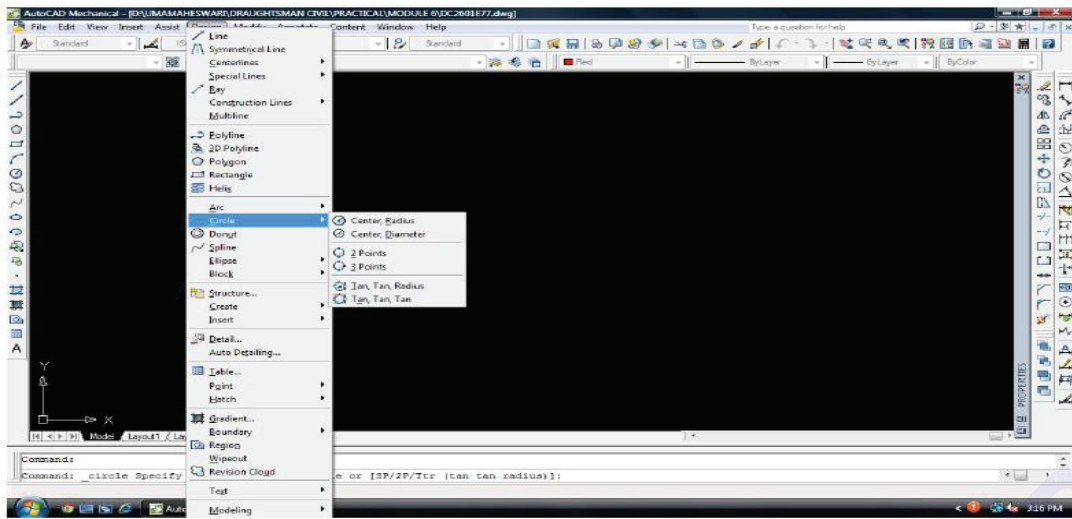 AutoCAD Mechanical - [D:\UMAMAHESWARI\DRAUGHTSMAN CIVIL\PRACTICAL\MODULE 6\DC2601E77.dwg]
File Edit View Insert Assist Design Modify Annotate Content Window Help
Type a question for help
Standard
Standard
Red
ByLayer
ByLayer
ByColor
Line
Symmetrical Line
Centerlines
Special Lines
Ray
Construction Lines
Multiline
Polyline
3D Polyline
Polygon
Rectangle
Helix
Arc
Circle
Donut
Spline
Ellipse
Block
Structure...
Create
Insert
Detail...
Auto Detailing...
Table...
Point
Hatch
Gradient...
Boundary
Region
Wipeout
Revision Cloud
Text
Modeling
Center, Radius
Center, Diameter
2 Points
3 Points
Tan, Tan, Radius
Tan, Tan, Tan
A
Y
X
PROPERTIES
Model Layout1
Command:
Command: _circle Specify e or [3P/2P/Ttr (tan tan radius)]:
3:16 PM